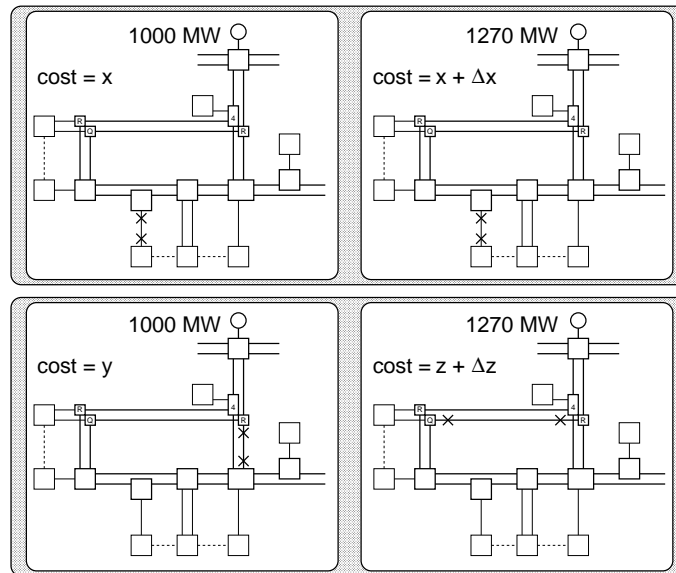 1000 MW
cost = x
R
Q
4
R
1270 MW
cost = x + Δx
R
Q
4
R
1000 MW
cost = y
R
Q
4
R
1270 MW
cost = z + Δz
R
Q
4
R